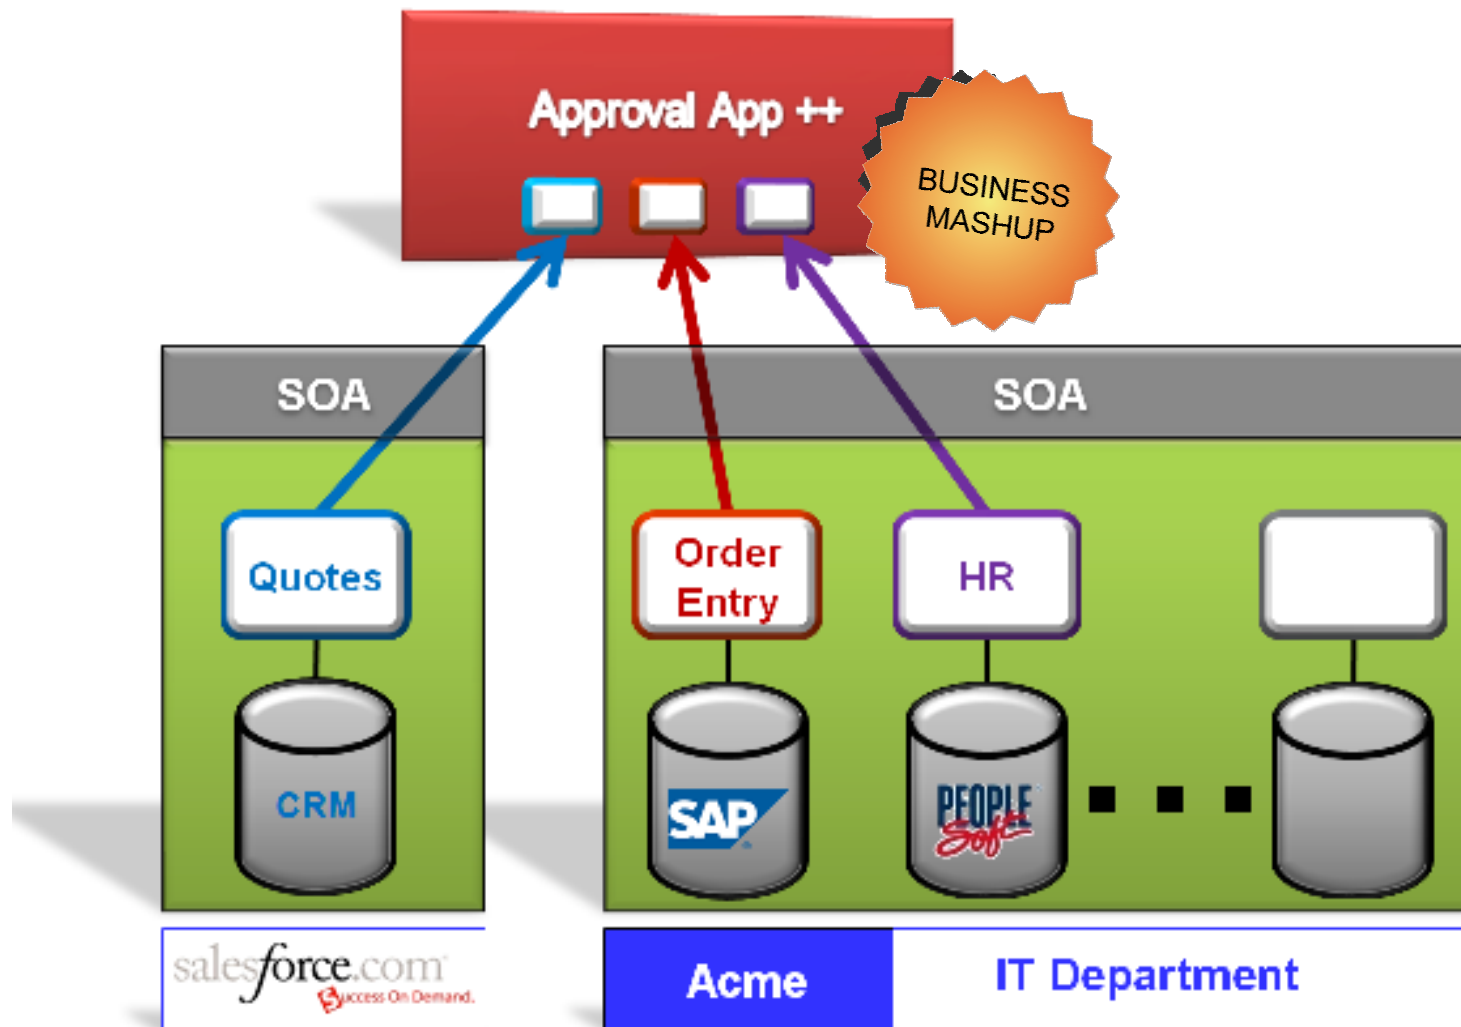 Approval App ++
BUSINESS
MASHUP
SOA
SOA
Quotes
Order
Entry
HR
CRM
SAP
PEOPLE
Soft
salesforce.com
Success On Demand.
Acme
IT Department